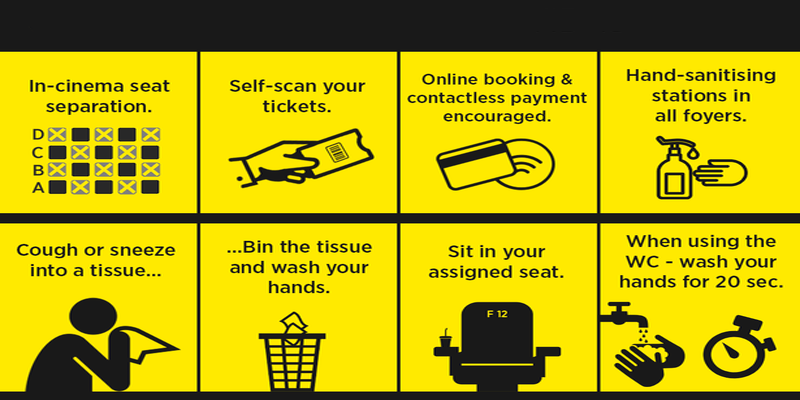 In-cinema seat
separation.
D
C
B
A
Self-scan your
tickets.
Online booking &
contactless payment
encouraged.
Hand-sanitising
stations in
all foyers.
Cough or sneeze
into a tissue...
...Bin the tissue
and wash your
hands.
Sit in your
assigned seat.
F 12
When using the
WC - wash your
hands for 20 sec.